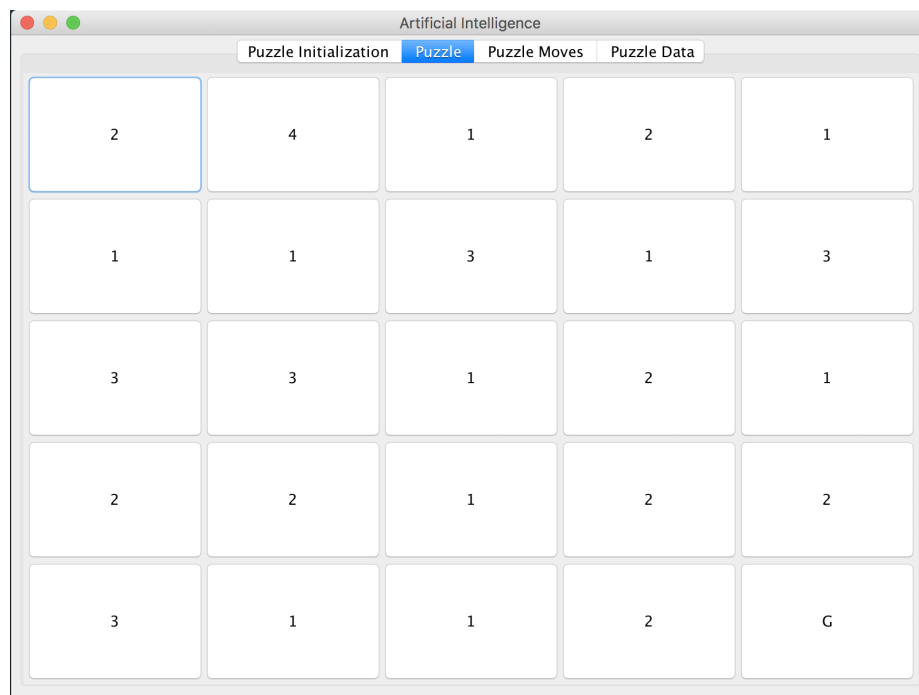 Artificial Intelligence
Puzzle Initialization Puzzle Puzzle Moves Puzzle Data
2 4 1 2 1
1 1 3 1 3
3 3 1 2 1
2 2 1 2 2
3 1 1 2 G